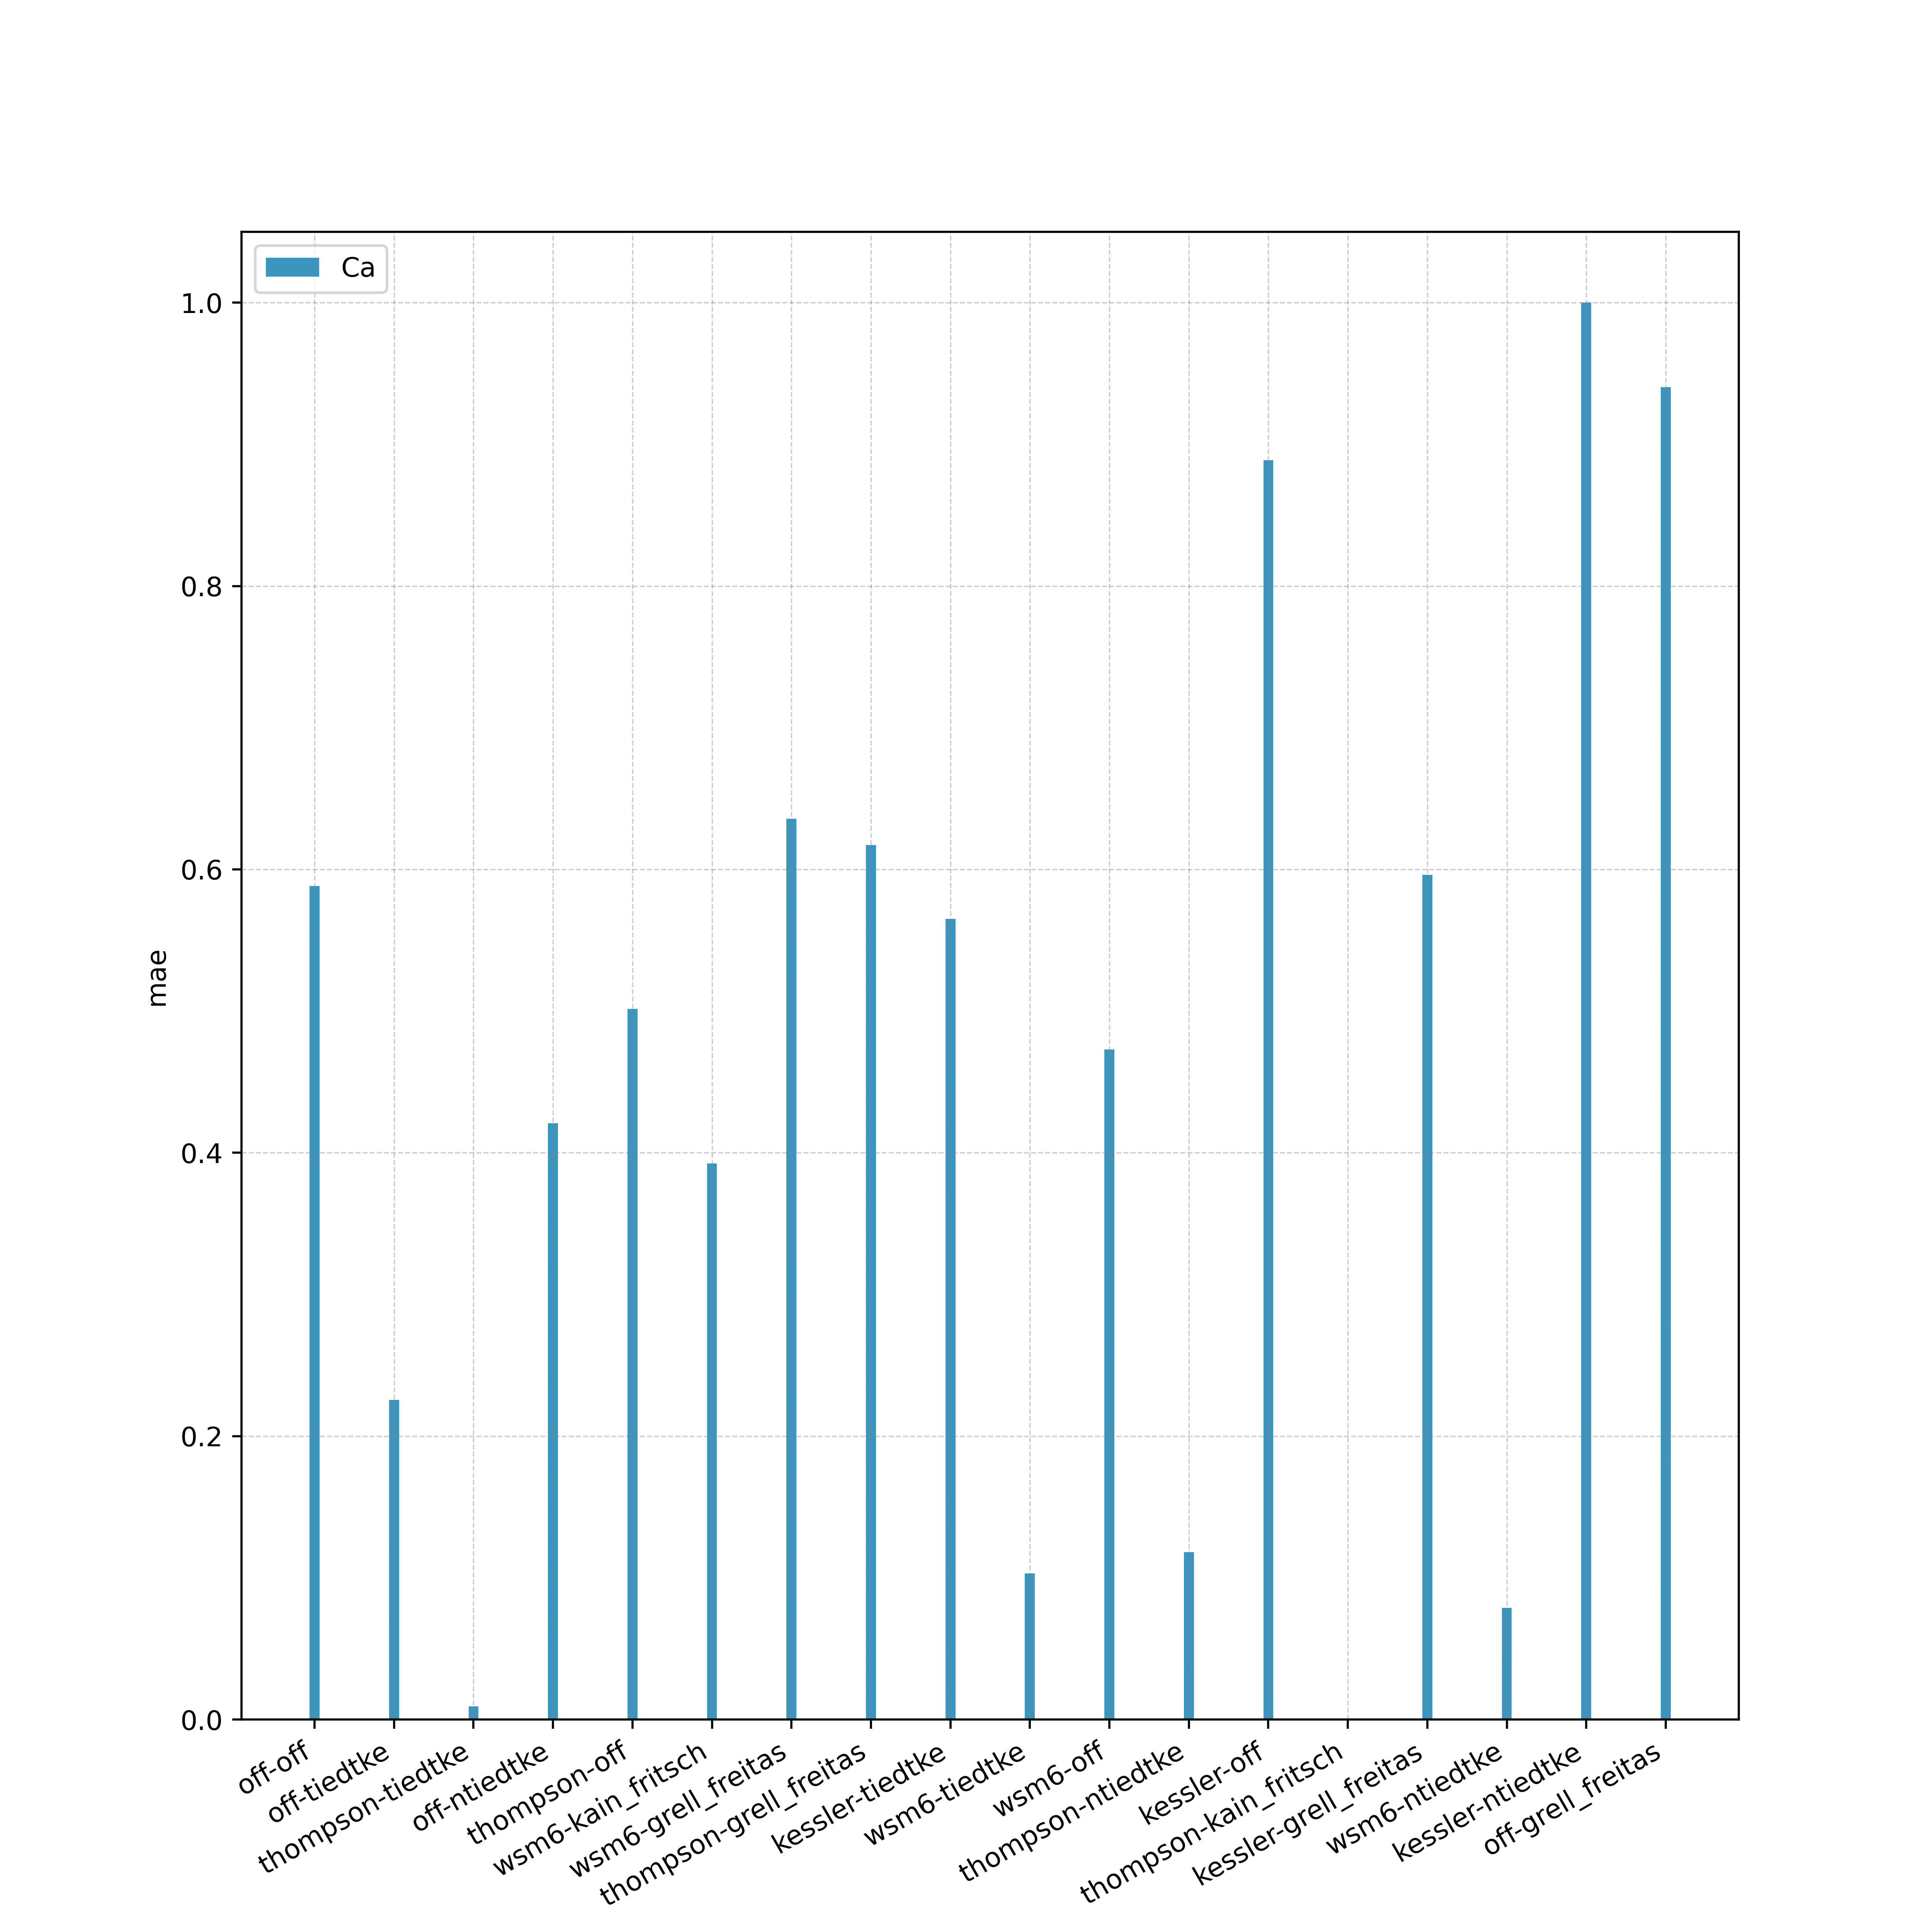 Ca
1.0
0.8
0.6
0.4
0.2
0.0
mae
off-off
off-tiedtke
thompson-tiedtke
off-ntiedtke
thompson-off
wsm6-kain_fritsch
wsm6-grell_freitas
thompson-grell_freitas
kessler-tiedtke
wsm6-tiedtke
wsm6-off
thompson-ntiedtke
kessler-off
thompson-kain_fritsch
kessler-grell_freitas
wsm6-ntiedtke
kessler-ntiedtke
off-grell_freitas